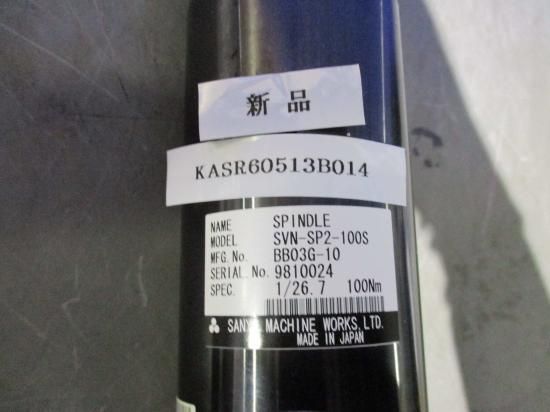 新品
KASR60513B014
NAME SPINDLE
MODEL SVN-SP2-100S
MFG. No. BB03G-10
SERIAL. No. 9810024
SPEC. 1/26.7 100Nm
MACHINE WORKS, LTD.
MADE IN JAPAN